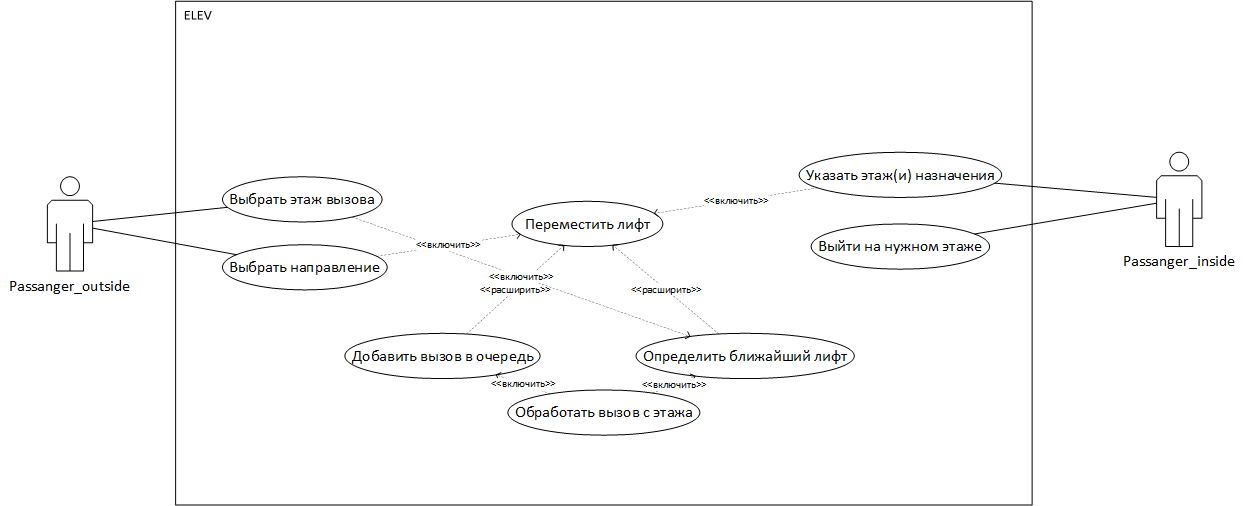 ELEV
Указать этаж(и) назначения
Выбрать этаж вызова
<<включить>>
Переместить лифт
<<включить>>
Выйти на нужном этаже
Выбрать направление
Passanger_outside
Passanger_inside
<<включить>>
<<расширить>>
<<расширить>>
Добавить вызов в очередь
Определить ближайший лифт
<<включить>>
<<включить>>
Обработать вызов с этажа